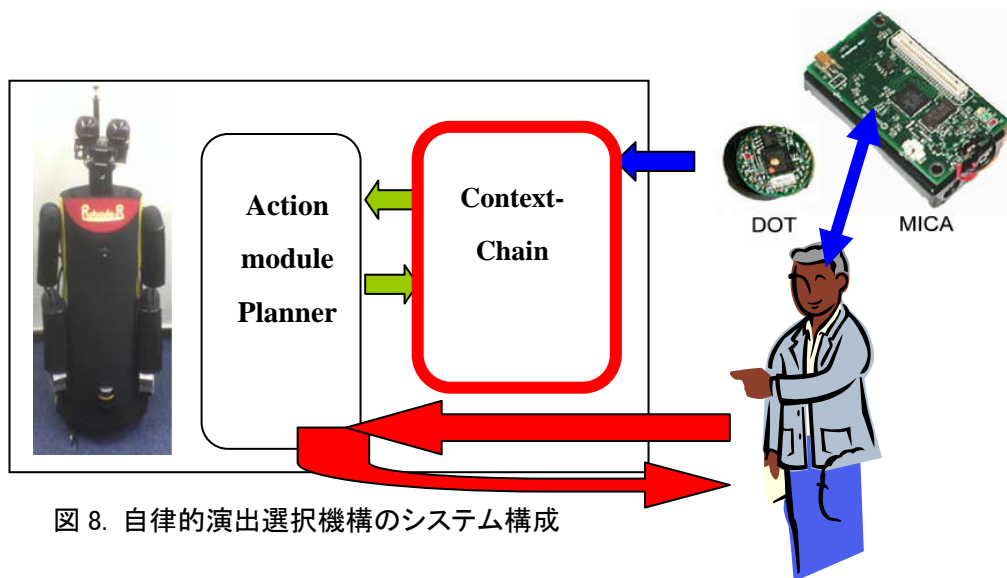 Robovie-R
Action
module
Planner
Context-
Chain
DOT
MICA
図 8. 自律的演出選択機構のシステム構成